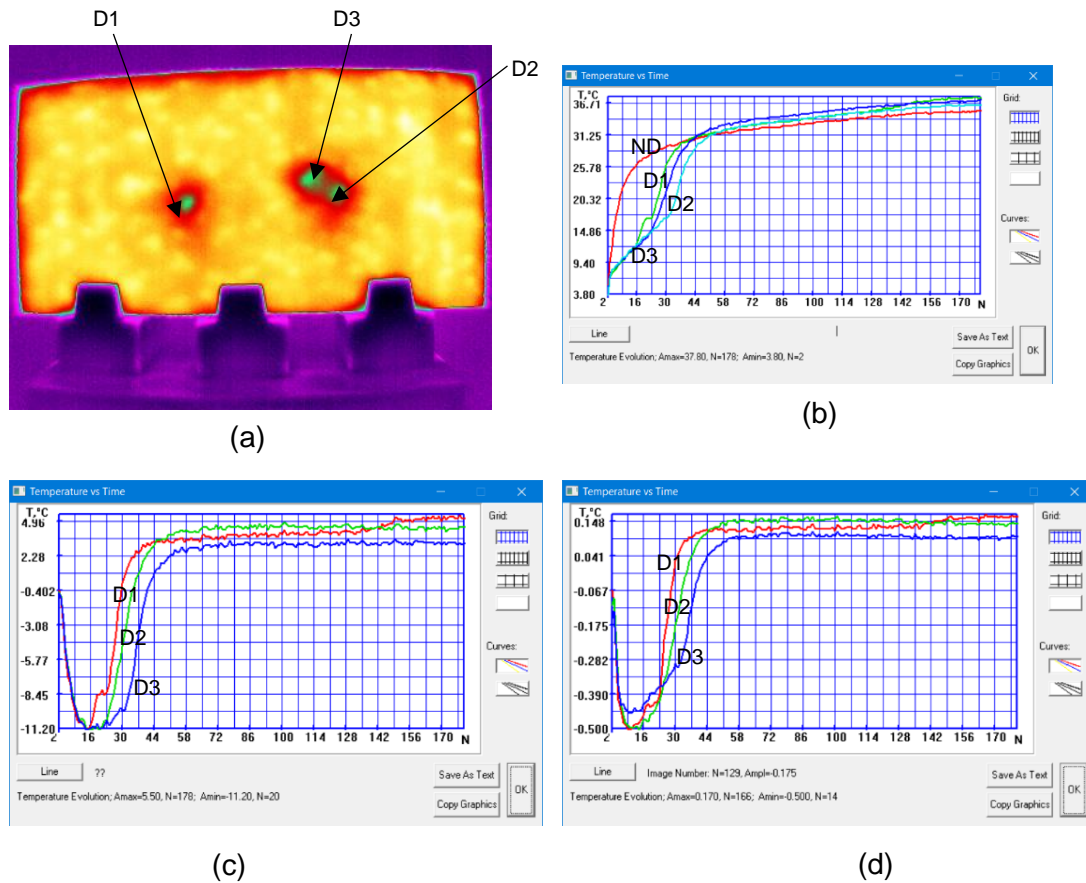 D1
D3
D2
(a)
Temperature vs Time
T,°C
36.71
31.25
25.78
20.32
14.86
9.40
3.80
ND
D1
D2
D3
2 16 30 44 58 72 86 100 114 128 142 156 170 N
Grid:
Curves:
Line
Save As Text
Temperature Evolution; Amax=37.80, N=178; Amin=3.80, N=2
Copy Graphics
OK
(b)
Temperature vs Time
T,°C
4.96
2.28
-0.402
-3.08
-5.77
-8.45
-11.20
D1
D2
D3
2 16 30 44 58 72 86 100 114 128 142 156 170 N
Grid:
Curves:
Line ??
Save As Text
Temperature Evolution; Amax=5.50, N=178; Amin=-11.20, N=20
Copy Graphics
OK
(c)
Temperature vs Time
T,°C
0.148
0.041
-0.067
-0.175
-0.282
-0.390
-0.500
D1
D2
D3
2 16 30 44 58 72 86 100 114 128 142 156 170 N
Grid:
Curves:
Line Image Number: N=129, Ampl=-0.175
Save As Text
Temperature Evolution; Amax=0.170, N=166; Amin=-0.500, N=14
Copy Graphics
OK
(d)